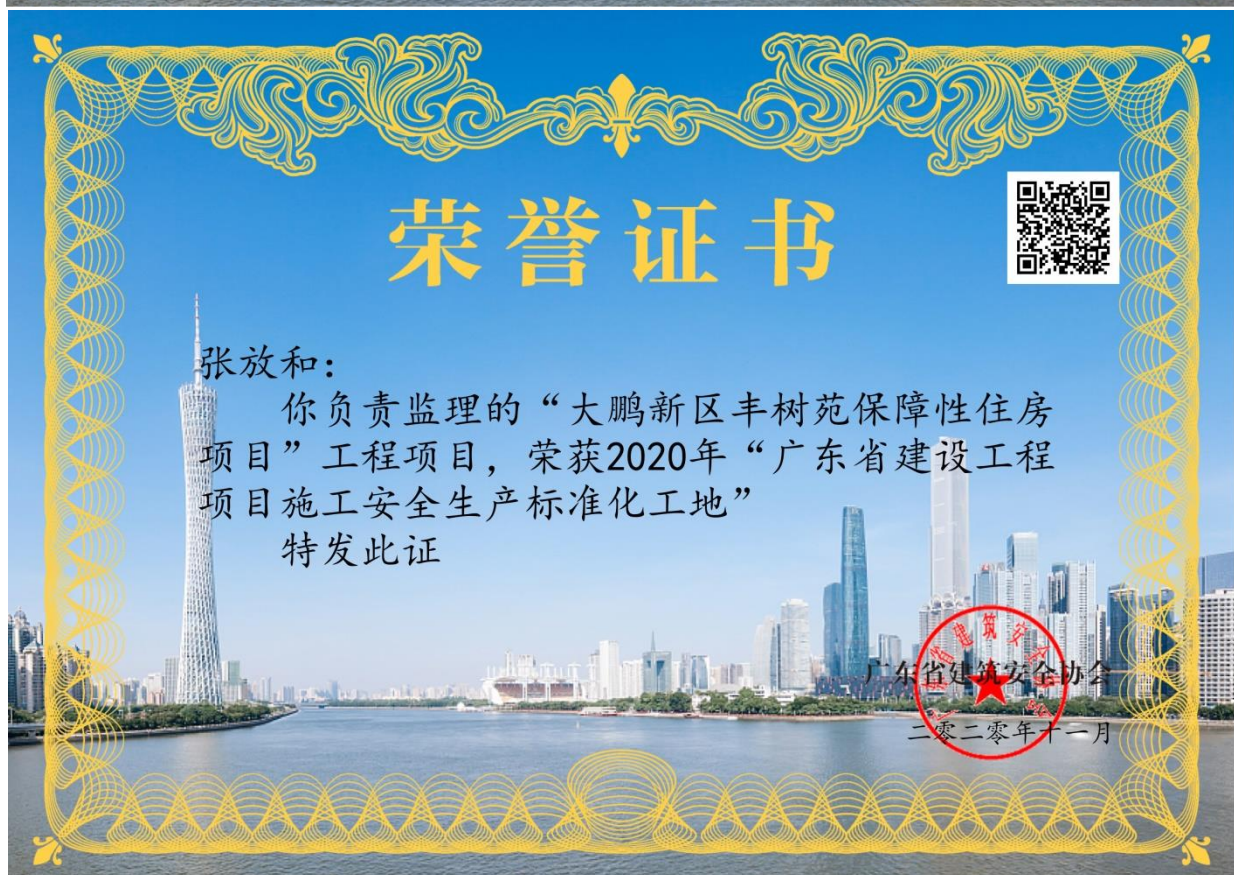 荣誉证书
张放和：
你负责监理的“大鹏新区丰树苑保障性住房
项目”工程项目，荣获2020年“广东省建设工程
项目施工安全生产标准化工地”
特发此证
广东省建筑安全协会
二零二零年十一月